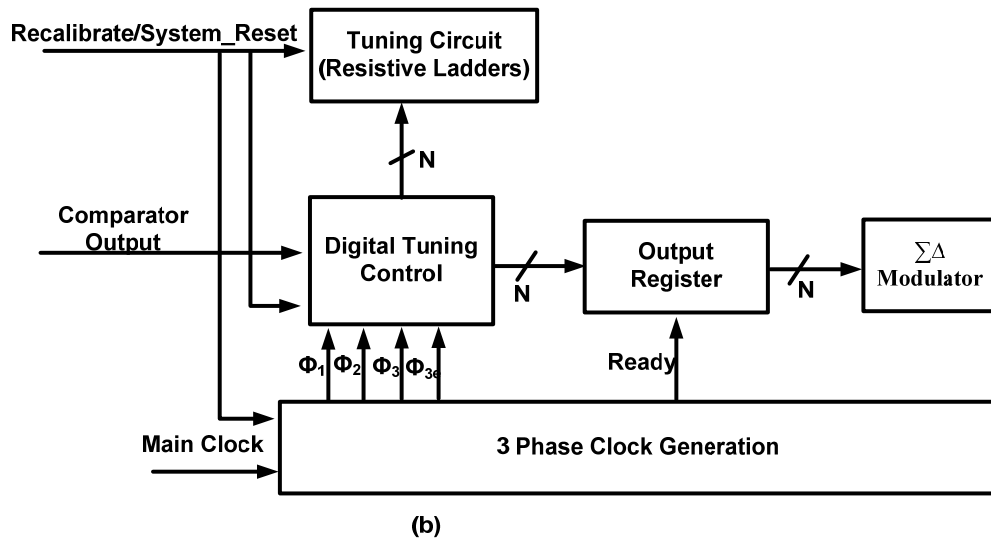 Recalibrate/System_Reset
Tuning Circuit
(Resistive Ladders)
N
Comparator
Output
Digital Tuning
Control
N
Output
Register
N
ΣΔ
Modulator
Φ1
Φ2
Φ3
Φ3e
Ready
Main Clock
3 Phase Clock Generation
(b)